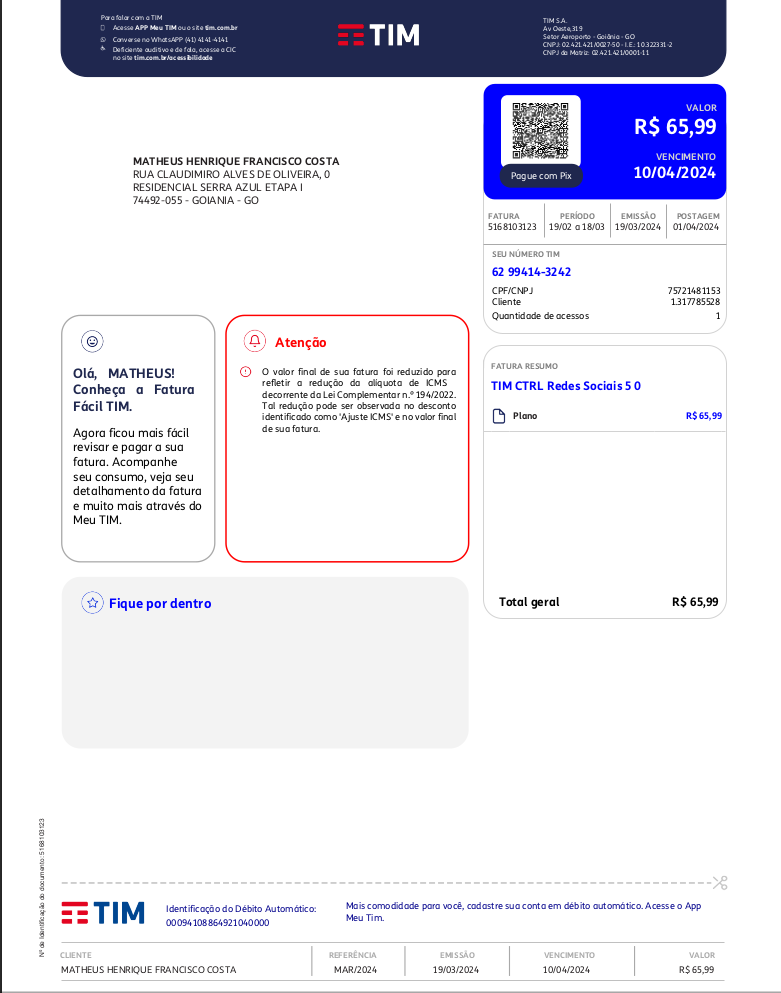 Para falar com a TIM
Acesse APP Meu TIM ou o site tim.com.br
Converse no WhatsAPP (41) 4141-4141
Deficiente auditivo e de fala, acesse a CIC
no site tim.com.br/acessibilidade
TIM
TIM S.A.
Av Oeste,319
Setor Aeroporto - Goiânia - GO
CNPJ: 02.421.421/0027-50 - I.E.: 10.322331-2
CNPJ da Matriz: 02.421.421/0001-11
MATHEUS HENRIQUE FRANCISCO COSTA
RUA CLAUDIMIRO ALVES DE OLIVEIRA, 0
RESIDENCIAL SERRA AZUL ETAPA I
74492-055 - GOIANIA - GO
Pague com Pix
VALOR
R$ 65,99
VENCIMENTO
10/04/2024
FATURA PERÍODO EMISSÃO POSTAGEM
5168103123 19/02 a 18/03 19/03/2024 01/04/2024
SEU NÚMERO TIM
62 99414-3242
CPF/CNPJ 75721481153
Cliente 1.317785528
Quantidade de acessos 1
Olá, MATHEUS!
Conheça a Fatura
Fácil TIM.
Agora ficou mais fácil
revisar e pagar a sua
fatura. Acompanhe
seu consumo, veja seu
detalhamento da fatura
e muito mais através do
Meu TIM.
Atenção
O valor final de sua fatura foi reduzido para
refletir a redução da alíquota de ICMS
decorrente da Lei Complementar n.º 194/2022.
Tal redução pode ser observada no desconto
identificado como 'Ajuste ICMS' e no valor final
de sua fatura.
FATURA RESUMO
TIM CTRL Redes Sociais 5 0
Plano R$ 65,99
Total geral R$ 65,99
Fique por dentro
Nº de Identificação do documento: 5168103123
TIM
Identificação do Débito Automático:
00094108864921040000
Mais comodidade para você, cadastre sua conta em débito automático. Acesse o App
Meu Tim.
CLIENTE REFERÊNCIA EMISSÃO VENCIMENTO VALOR
MATHEUS HENRIQUE FRANCISCO COSTA MAR/2024 19/03/2024 10/04/2024 R$ 65,99